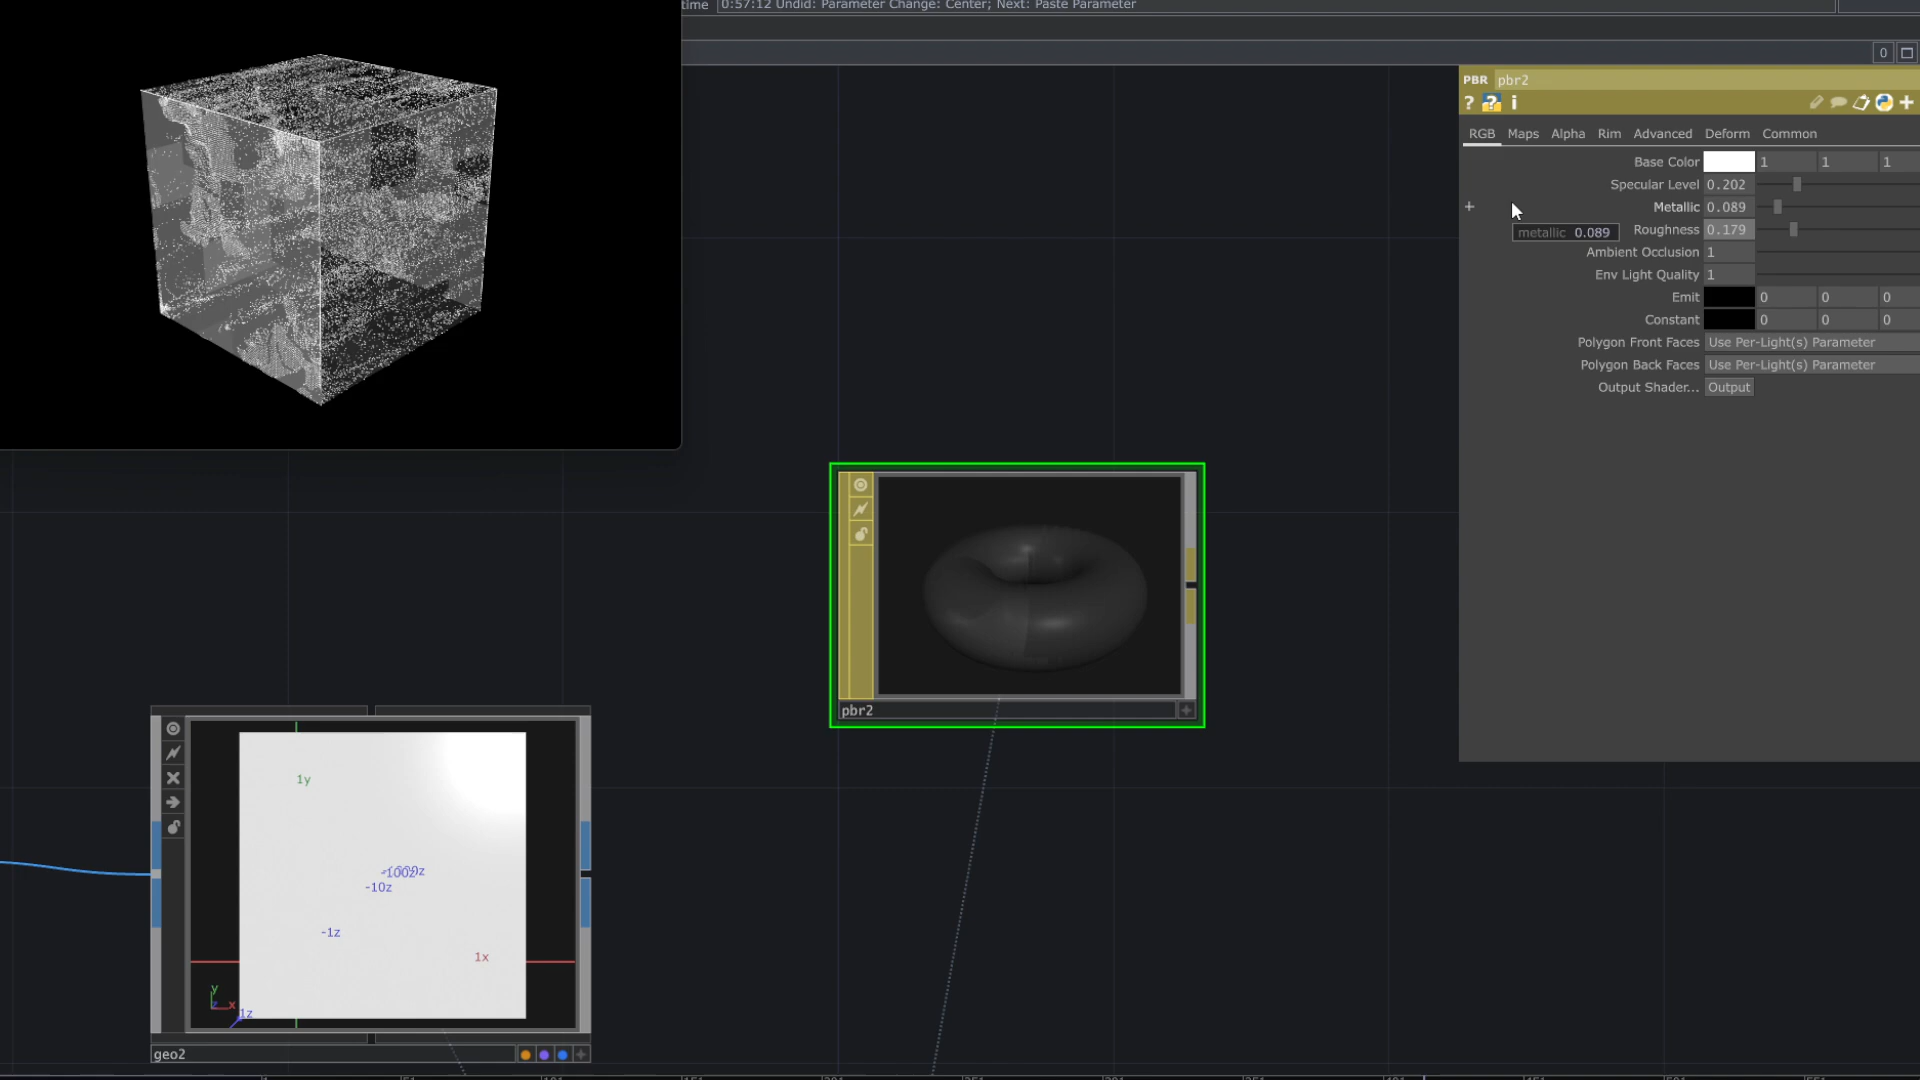 time 0:57:12 Undid: Parameter Change: Center; Next: Paste Parameter
0
PBR pbr2
? ? i
RGB Maps Alpha Rim Advanced Deform Common
Base Color 1 1 1
Specular Level 0.202
+ Metallic 0.089
metallic 0.089
Roughness 0.179
Ambient Occlusion 1
Env Light Quality 1
Emit 0 0 0
Constant 0 0 0
Polygon Front Faces Use Per-Light(s) Parameter
Polygon Back Faces Use Per-Light(s) Parameter
Output Shader... Output
pbr2
1y
-10z
-1z
1x
y
z x
1z
geo2